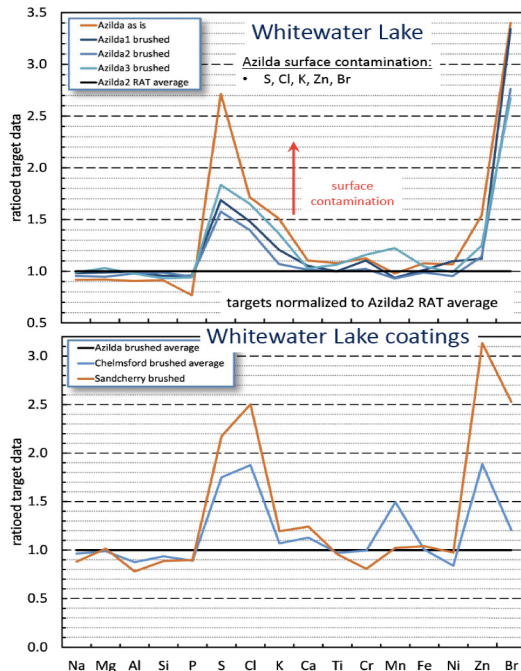 Whitewater Lake
Azilda as is
Azilda1 brushed
Azilda2 brushed
Azilda3 brushed
Azilda2 RAT average
Azilda surface contamination:
• S, Cl, K, Zn, Br
surface
contamination
targets normalized to Azilda2 RAT average
ratioed target data
3.5
3.0
2.5
2.0
1.5
1.0
0.5
Whitewater Lake coatings
Azilda brushed average
Chelmsford brushed average
Sandcherry brushed
ratioed target data
3.0
2.5
2.0
1.5
1.0
0.5
0.0
Na Mg Al Si P S Cl K Ca Ti Cr Mn Fe Ni Zn Br